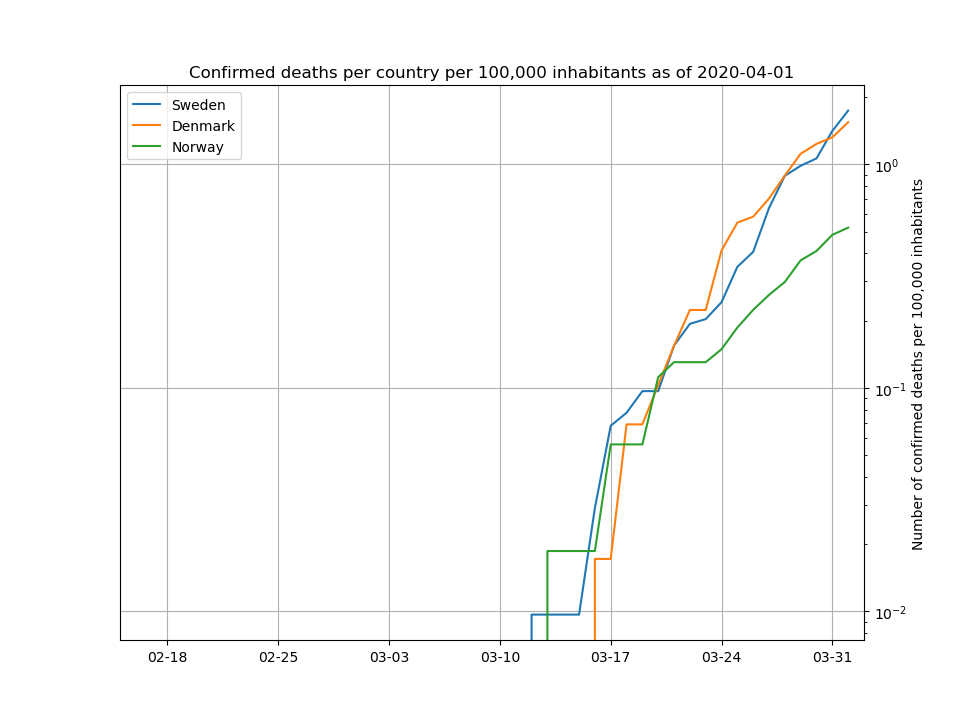 Confirmed deaths per country per 100,000 inhabitants as of 2020-04-01
Sweden
Denmark
Norway
10⁰
10⁻¹
10⁻²
Number of confirmed deaths per 100,000 inhabitants
02-18
02-25
03-03
03-10
03-17
03-24
03-31